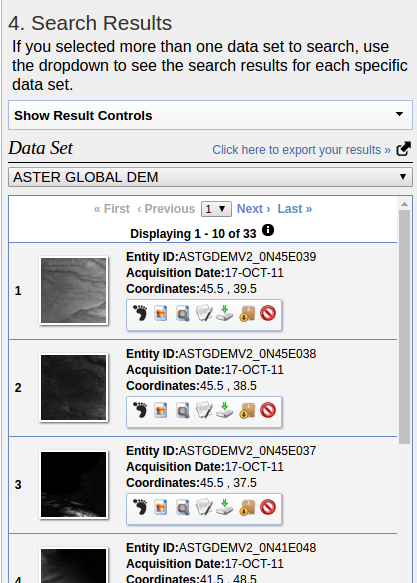 4. Search Results
If you selected more than one data set to search, use
the dropdown to see the search results for each specific
data set.
Show Result Controls
Data Set
Click here to export your results »
ASTER GLOBAL DEM
« First ‹ Previous 1 Next › Last »
Displaying 1 - 10 of 33
1
Entity ID:ASTGDEMV2_0N45E039
Acquisition Date:17-OCT-11
Coordinates:45.5 , 39.5
2
Entity ID:ASTGDEMV2_0N45E038
Acquisition Date:17-OCT-11
Coordinates:45.5 , 38.5
3
Entity ID:ASTGDEMV2_0N45E037
Acquisition Date:17-OCT-11
Coordinates:45.5 , 37.5
4
Entity ID:ASTGDEMV2_0N41E048
Acquisition Date:17-OCT-11
Coordinates:41.5 , 48.5